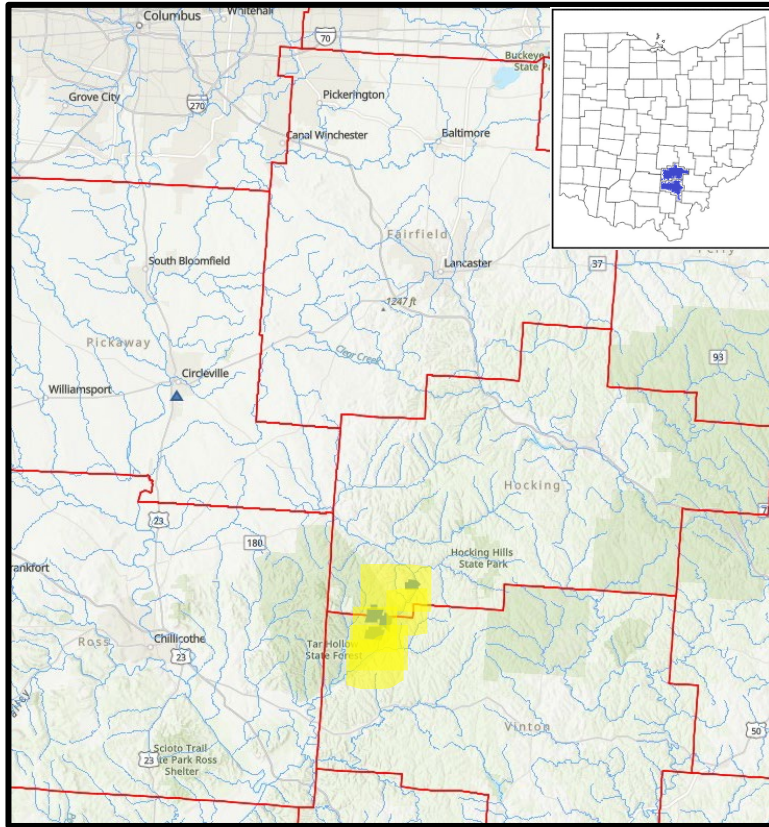 Columbus
Whitehall
70
Buckeye
State
Grove City
270
Pickerington
Canal Winchester
Baltimore
Fairfield
Lancaster
37
South Bloomfield
1247 ft
Pickaway
93
Clear Creek
Circleville
Williamsport
Hocking
23
180
Hocking Hills
State Park
Ross
Chillicothe
23
Tar Hollow
State Forest
Vinton
50
Scioto Trail
Park Ross
Shelter
23